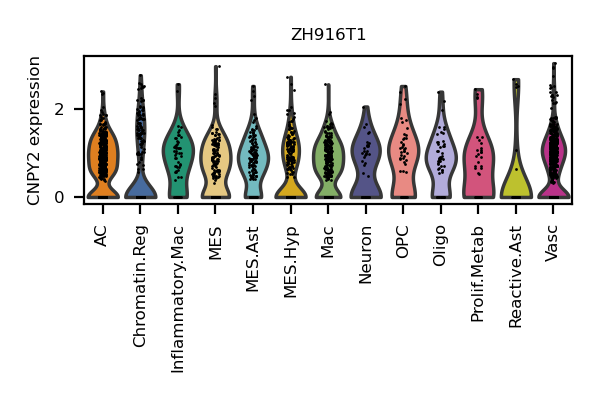 ZH916T1
CNPY2 expression
2
0
AC
Chromatin.Reg
Inflammatory.Mac
MES
MES.Ast
MES.Hyp
Mac
Neuron
OPC
Oligo
Prolif.Metab
Reactive.Ast
Vasc